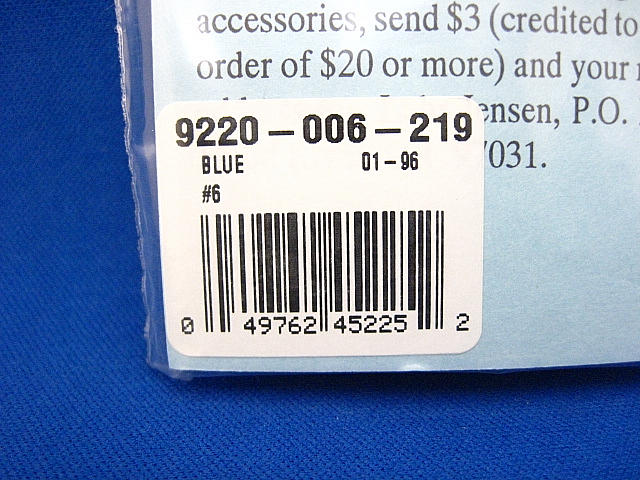 accessories, send $3 (credited to
order of $20 or more) and your
Jensen, P.O.
7031.
9220-006-219
BLUE 01-96
#6
0 49762 45225 2